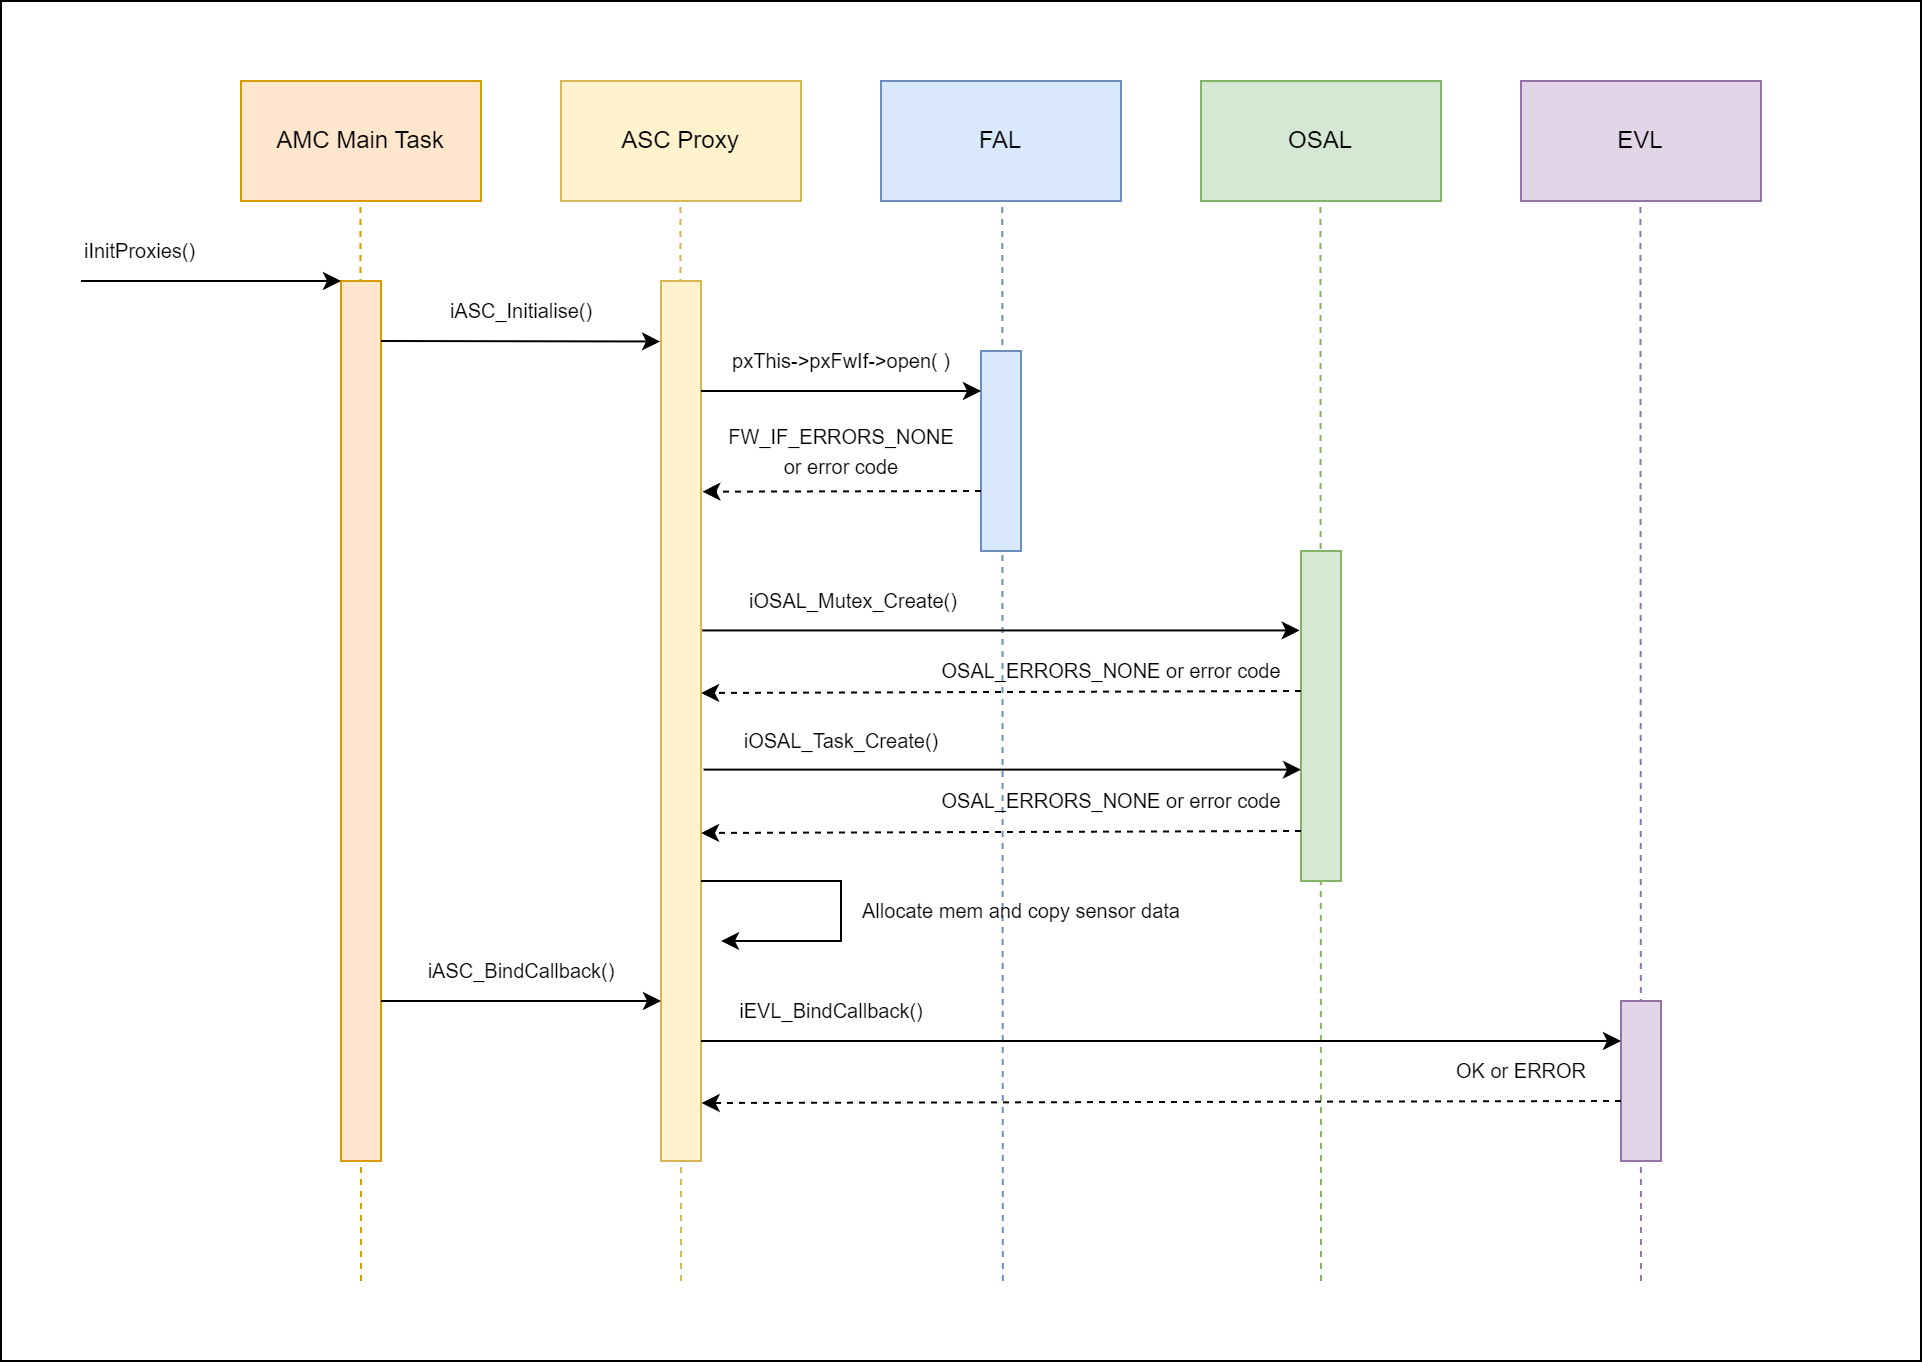 AMC Main Task
ASC Proxy
FAL
OSAL
EVL
iInitProxies()
iASC_Initialise()
pxThis->pxFwIf->open( )
FW_IF_ERRORS_NONE
or error code
iOSAL_Mutex_Create()
OSAL_ERRORS_NONE or error code
iOSAL_Task_Create()
OSAL_ERRORS_NONE or error code
Allocate mem and copy sensor data
iASC_BindCallback()
iEVL_BindCallback()
OK or ERROR